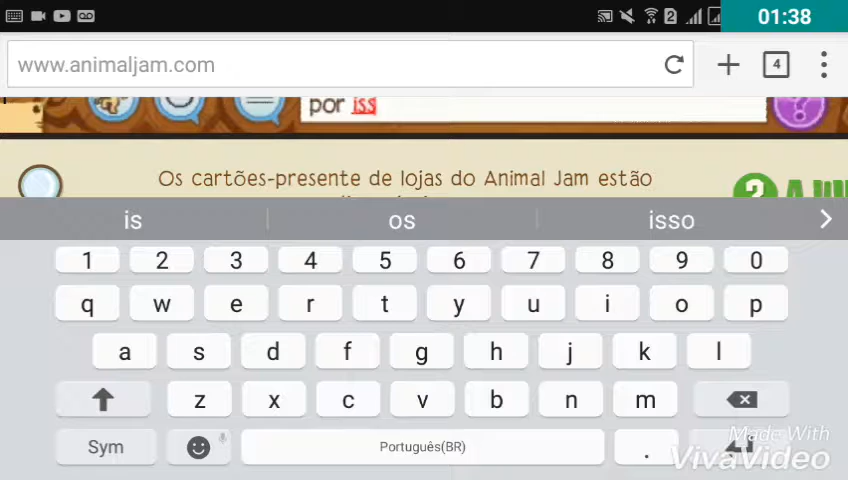 2
01:38
www.animaljam.com
4
por iss
?
Os cartões-presente de lojas do Animal Jam estão
?
is os isso
1 2 3 4 5 6 7 8 9 0
q w e r t y u i o p
a s d f g h j k l
z x c v b n m
Sym Português(BR) .
Made With
VivaVideo